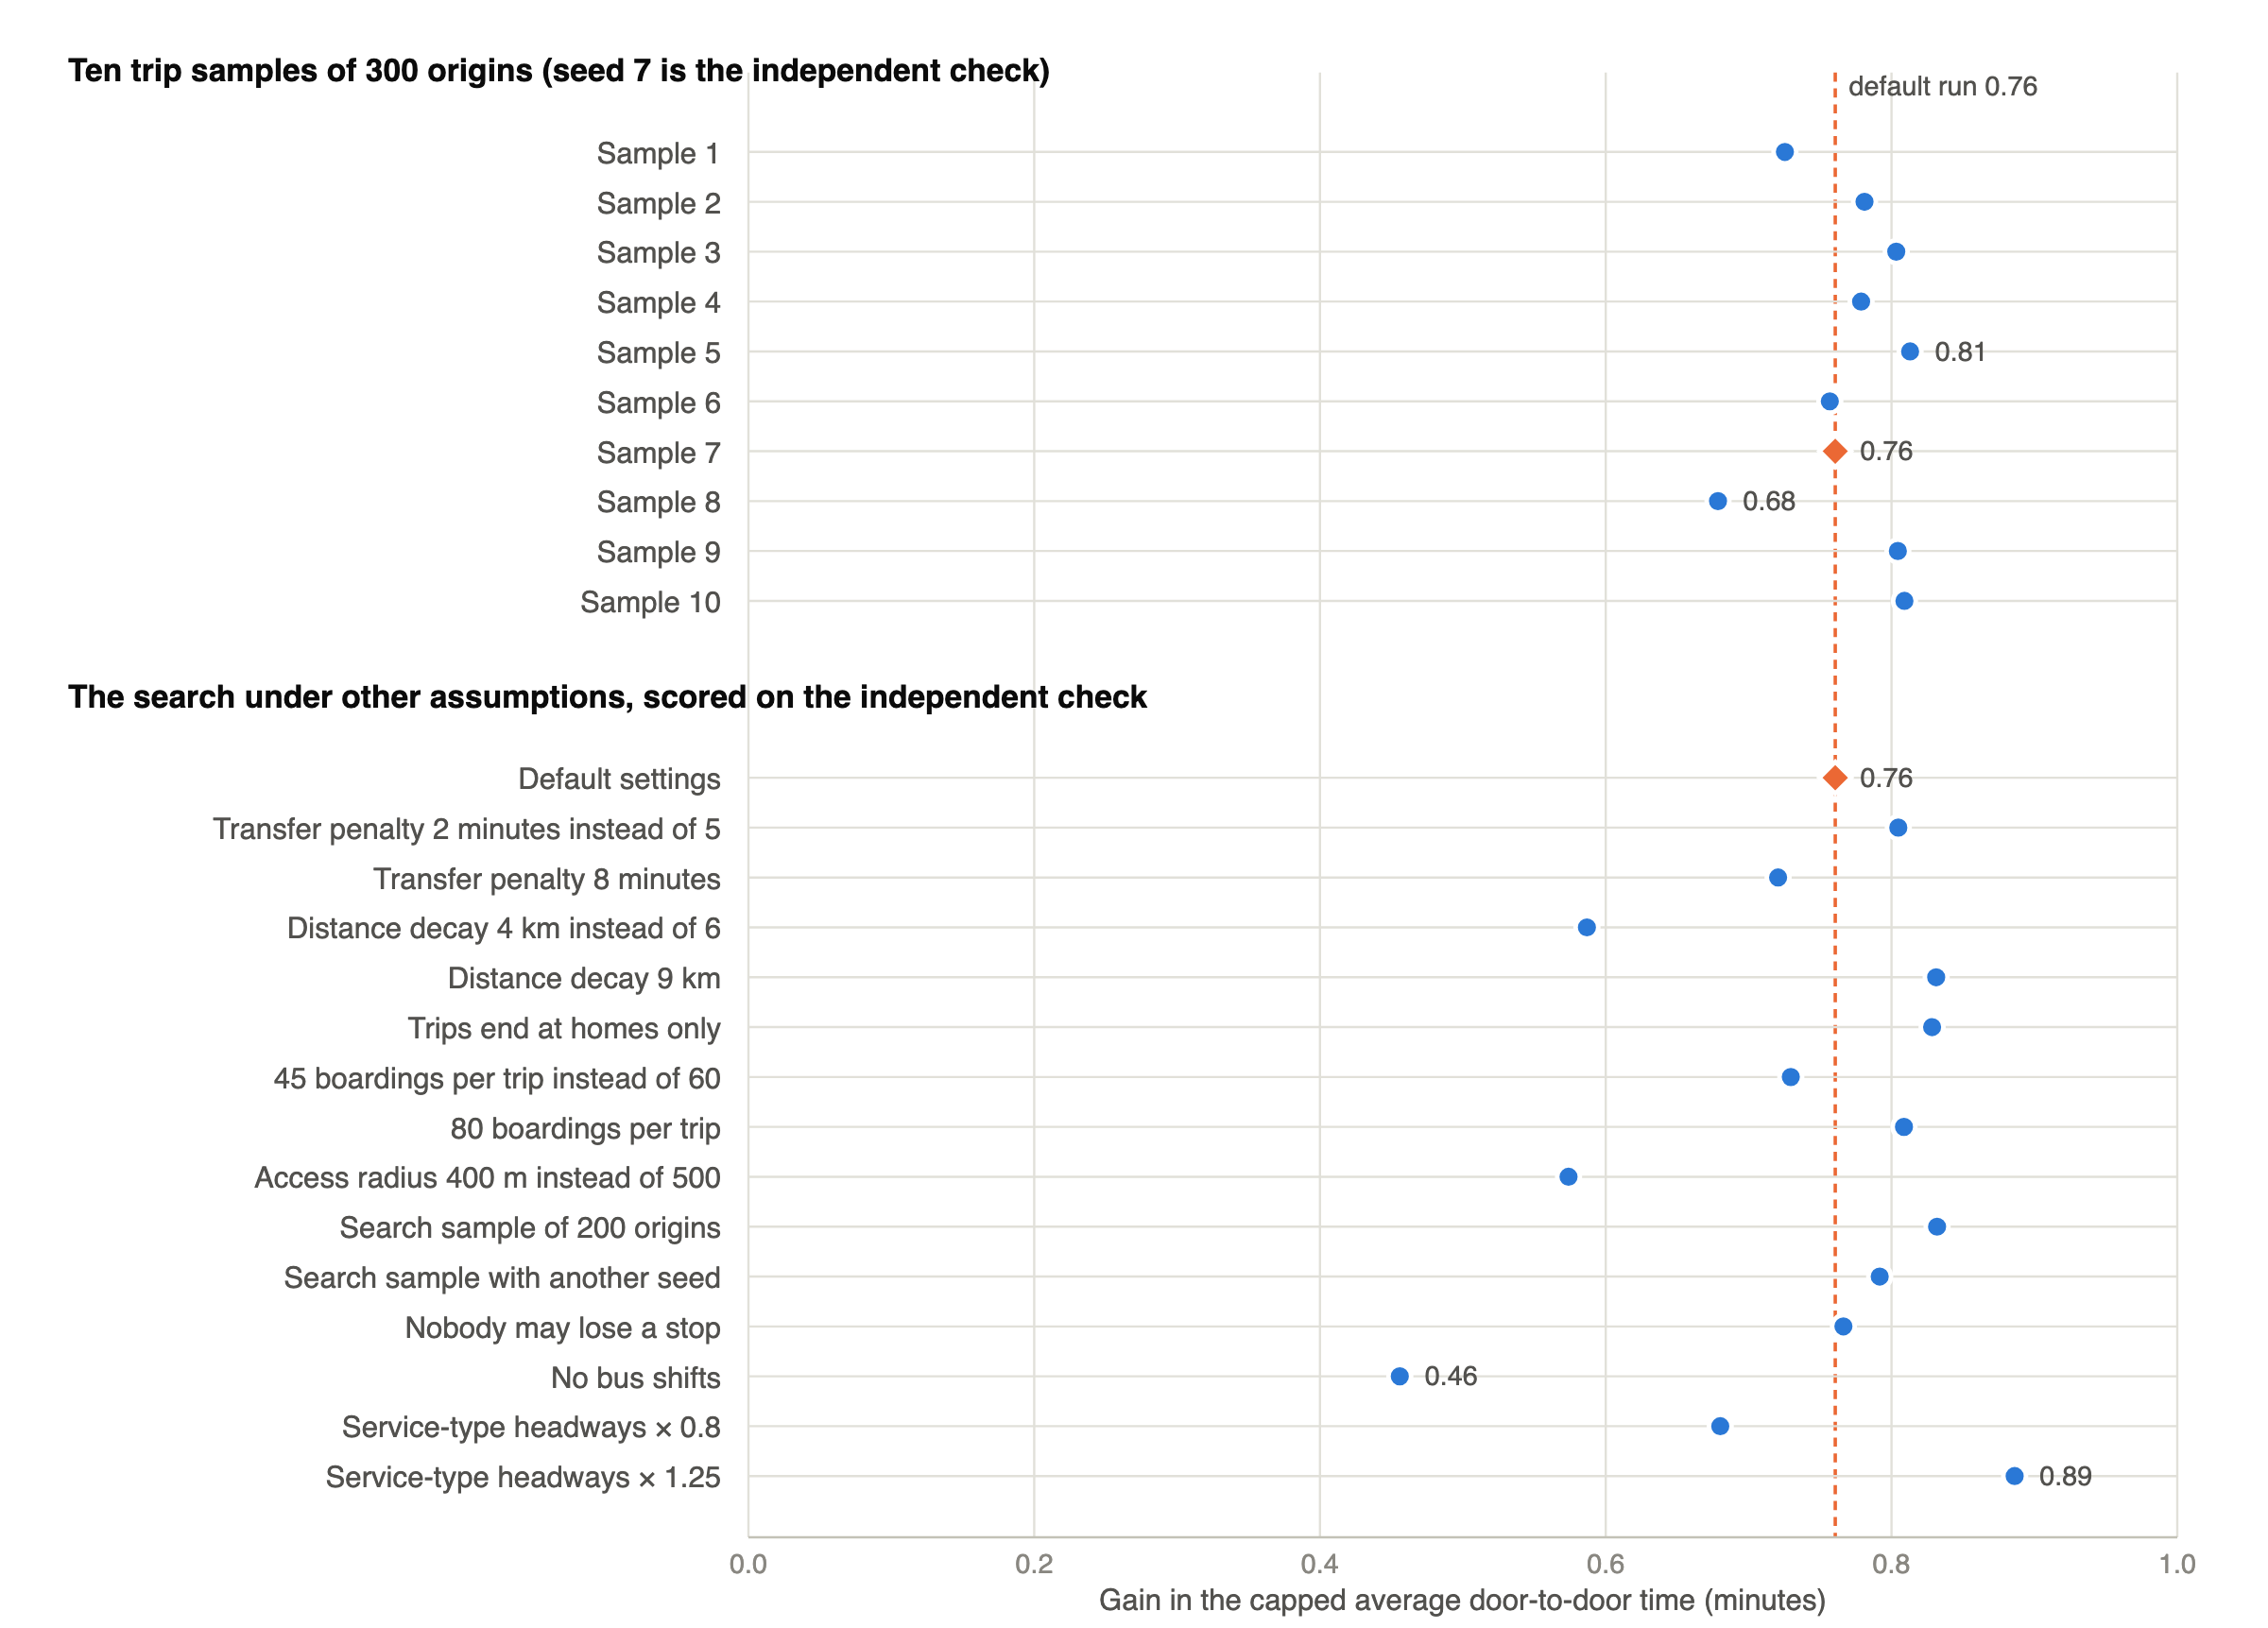 Ten trip samples of 300 origins (seed 7 is the independent check)
default run 0.76
Sample 1
Sample 2
Sample 3
Sample 4
Sample 5 0.81
Sample 6
Sample 7 0.76
Sample 8 0.68
Sample 9
Sample 10
The search under other assumptions, scored on the independent check
Default settings 0.76
Transfer penalty 2 minutes instead of 5
Transfer penalty 8 minutes
Distance decay 4 km instead of 6
Distance decay 9 km
Trips end at homes only
45 boardings per trip instead of 60
80 boardings per trip
Access radius 400 m instead of 500
Search sample of 200 origins
Search sample with another seed
Nobody may lose a stop
No bus shifts 0.46
Service-type headways × 0.8
Service-type headways × 1.25 0.89
0.0 0.2 0.4 0.6 0.8 1.0
Gain in the capped average door-to-door time (minutes)